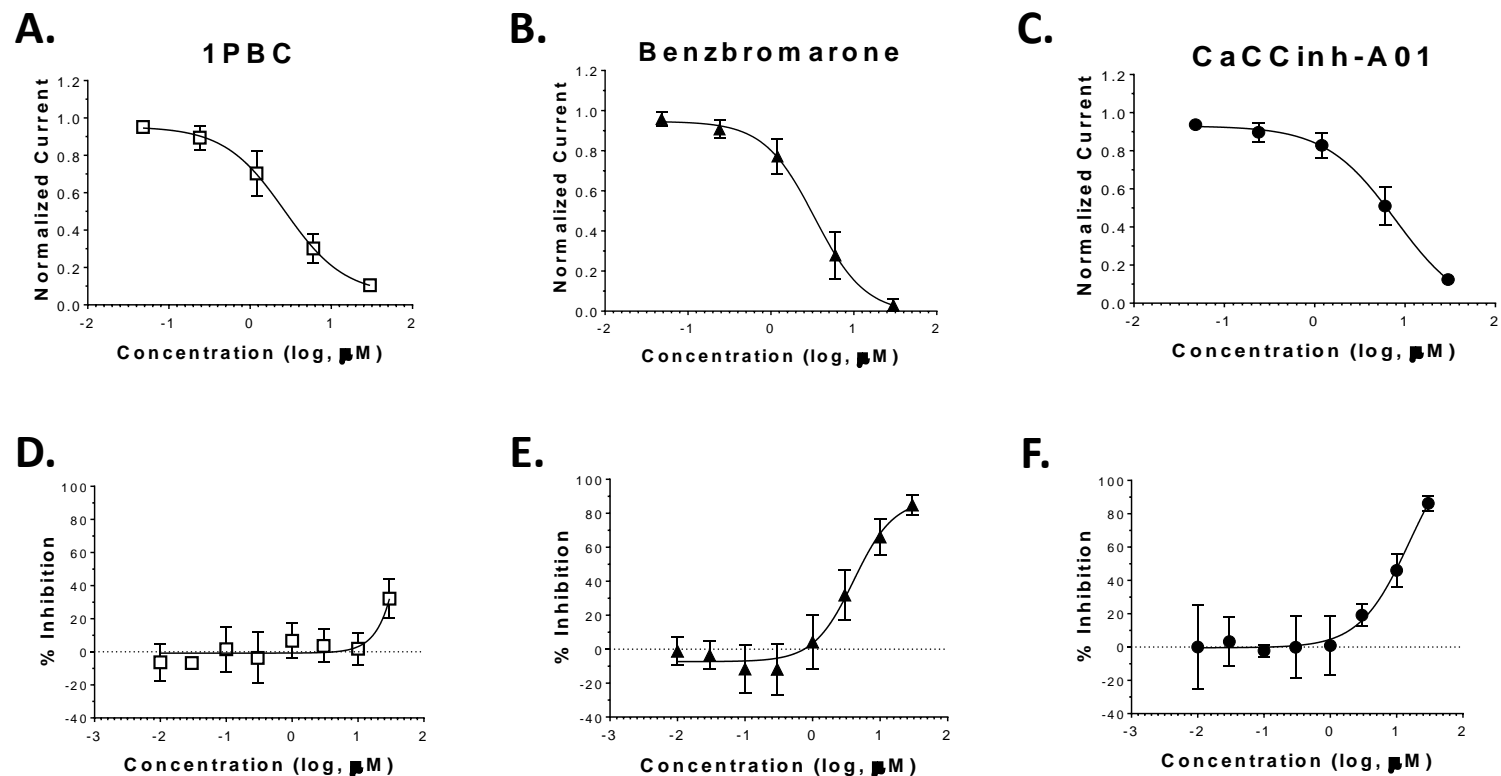 A.
1PBC
Normalized Current
1.2
1.0
0.8
0.6
0.4
0.2
0.0
-2 -1 0 1 2
Concentration (log, μM)
B.
Benzbromarone
Normalized Current
1.2
1.0
0.8
0.6
0.4
0.2
0.0
-2 -1 0 1 2
Concentration (log, μM)
C.
CaCCinh-A01
Normalized Current
1.2
1.0
0.8
0.6
0.4
0.2
0.0
-2 -1 0 1 2
Concentration (log, μM)
D.
% Inhibition
100
80
60
40
20
0
-20
-40
-3 -2 -1 0 1 2
Concentration (log, μM)
E.
% Inhibition
100
80
60
40
20
0
-20
-40
-3 -2 -1 0 1 2
Concentration (log, μM)
F.
% Inhibition
100
80
60
40
20
0
-20
-40
-3 -2 -1 0 1 2
Concentration (log, μM)